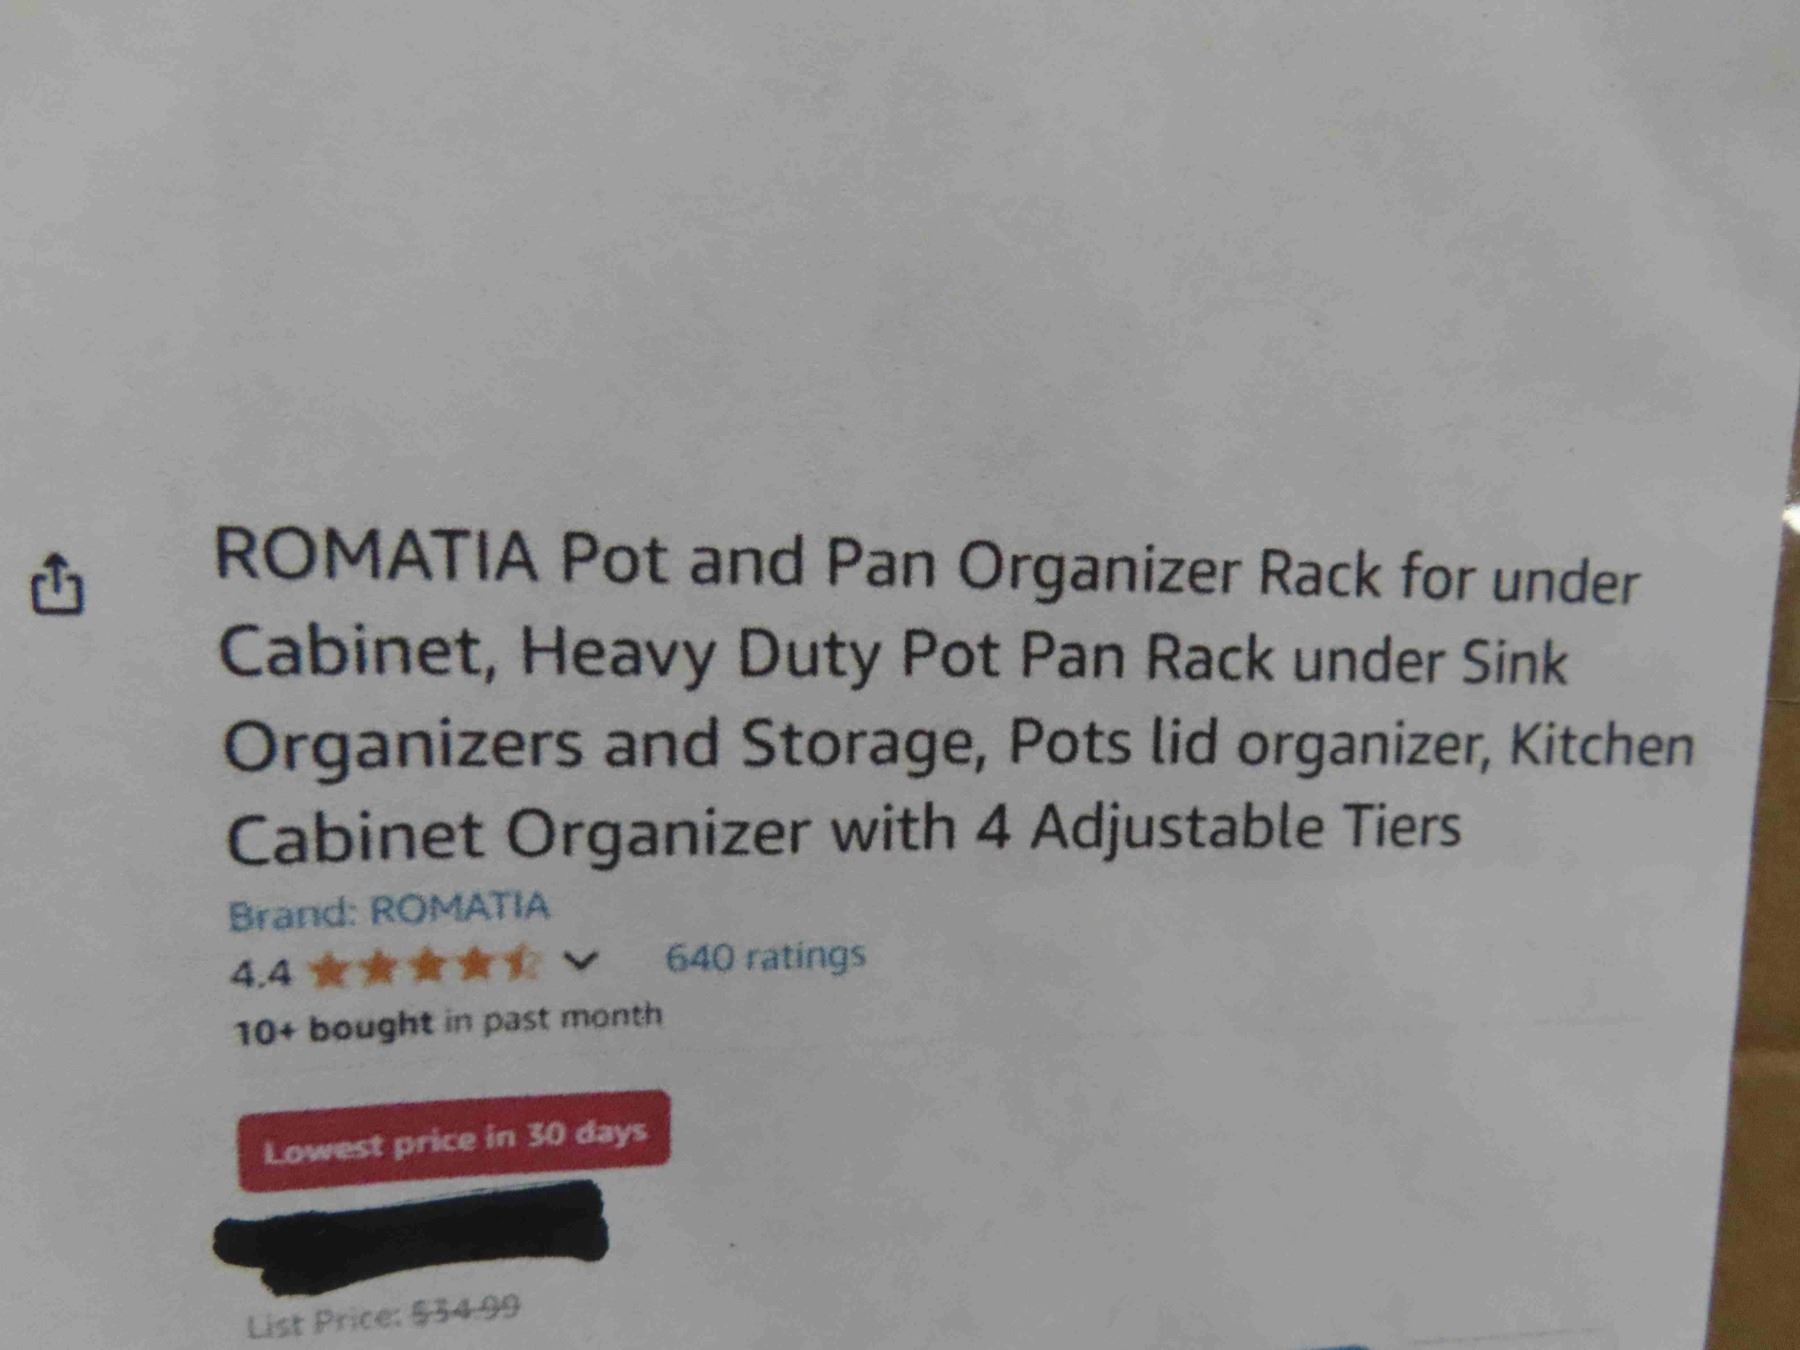 ROMATIA Pot and Pan Organizer Rack for under
Cabinet, Heavy Duty Pot Pan Rack under Sink
Organizers and Storage, Pots lid organizer, Kitchen
Cabinet Organizer with 4 Adjustable Tiers
Brand: ROMATIA
4.4 640 ratings
10+ bought in past month
Lowest price in 30 days
List Price: $34.99